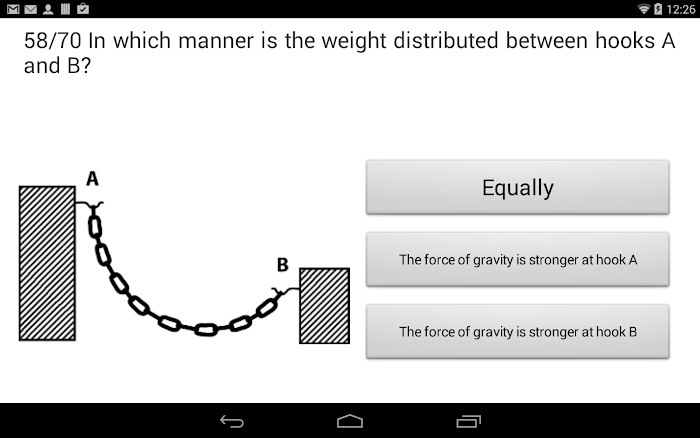 12:26
58/70 In which manner is the weight distributed between hooks A
and B?
A
B
Equally
The force of gravity is stronger at hook A
The force of gravity is stronger at hook B